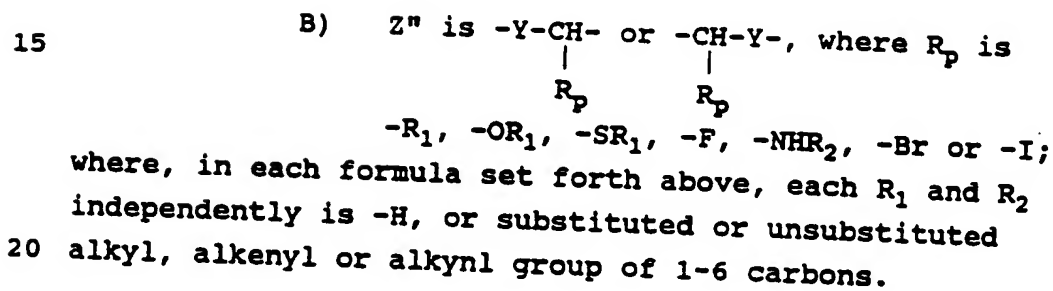 B) Z" is -Y-CH- or -CH-Y-, where Rp is
15
| |
Rp Rp
-R1, -OR1, -SR1, -F, -NHR2, -Br or -I;
where, in each formula set forth above, each R1 and R2
independently is -H, or substituted or unsubstituted
20 alkyl, alkenyl or alkynl group of 1-6 carbons.